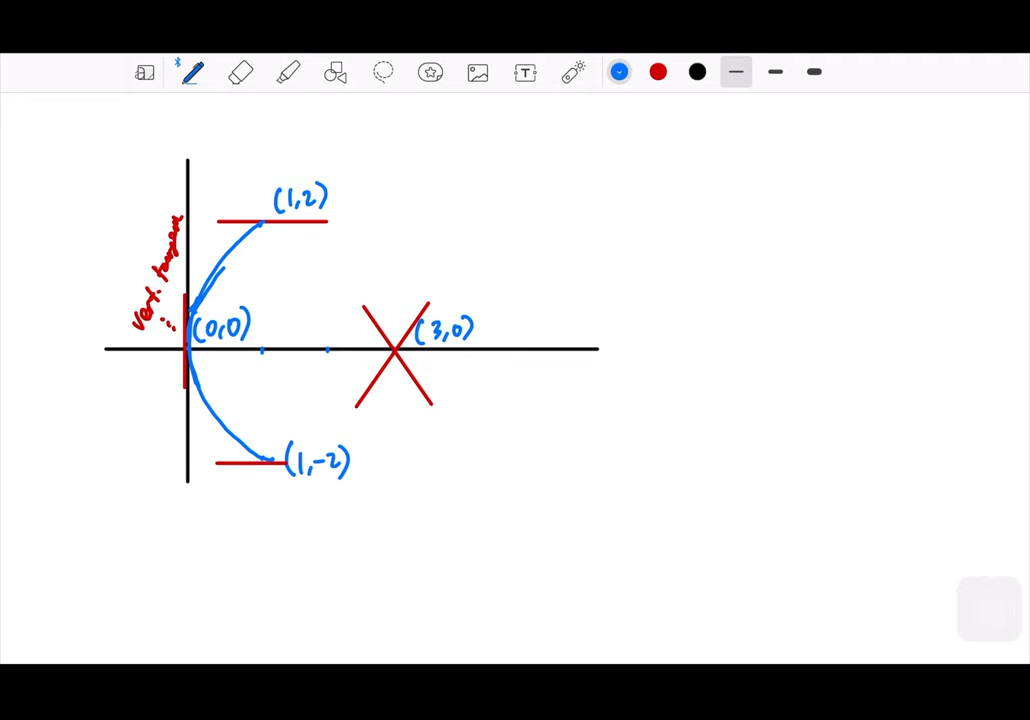 (1,2)
vert. tangent
(0,0)
(3,0)
(1,-2)